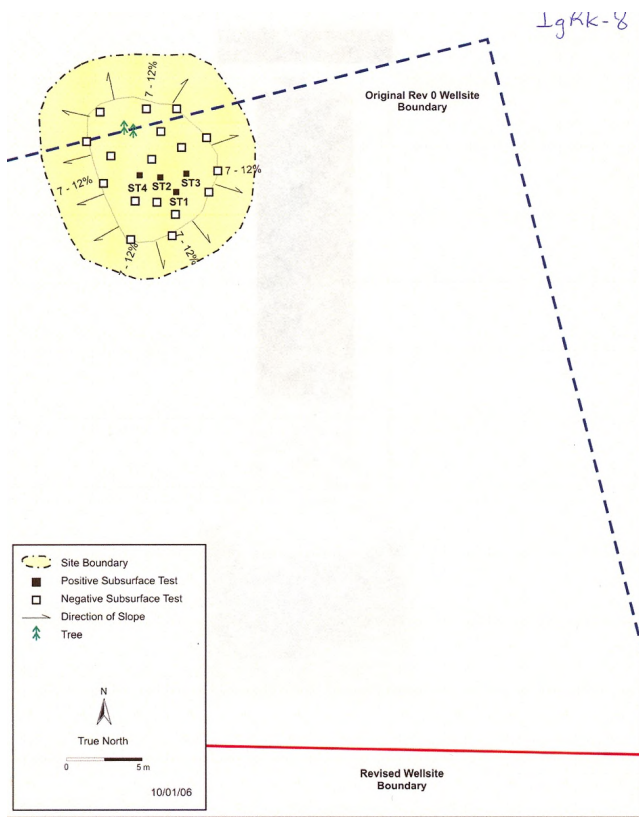 IgRk-8
Original Rev 0 Wellsite
Boundary
7 - 12%
7 - 12%
7 - 12%
ST4 ST2 ST3
ST1
7 - 12%
7 - 12%
Site Boundary
Positive Subsurface Test
Negative Subsurface Test
Direction of Slope
Tree
N
True North
0 5 m
10/01/06
Revised Wellsite
Boundary